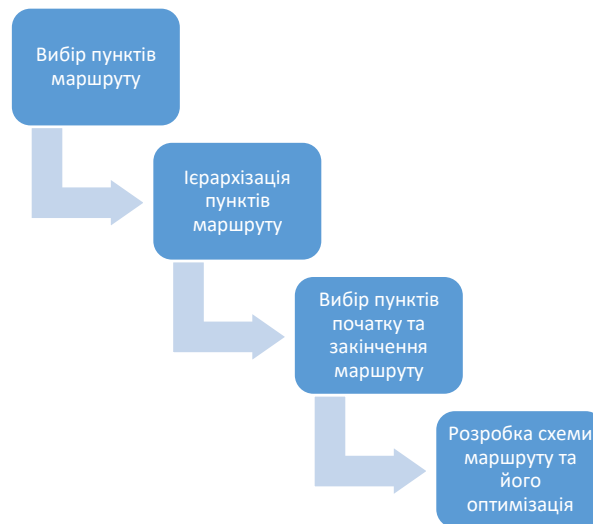 Вибір пунктів
маршруту
Ієрархізація
пунктів
маршруту
Вибір пунктів
початку та
закінчення
маршруту
Розробка схеми
маршруту та
його
оптимізація